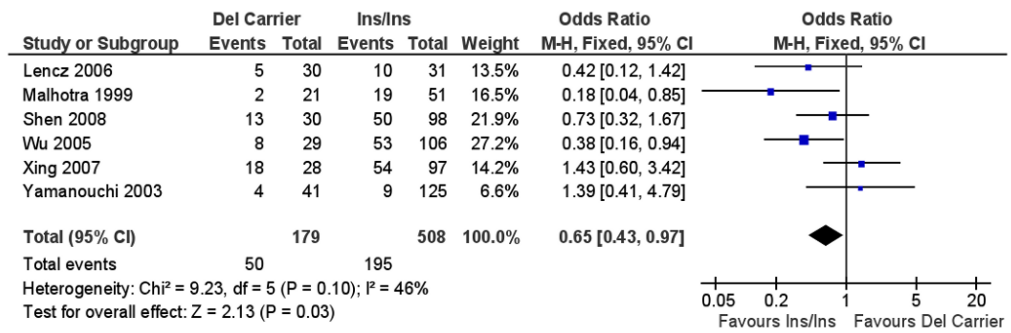 Del Carrier Ins/Ins Odds Ratio Odds Ratio
Study or Subgroup Events Total Events Total Weight M-H, Fixed, 95% CI M-H, Fixed, 95% CI
Lencz 2006 5 30 10 31 13.5% 0.42 [0.12, 1.42]
Malhotra 1999 2 21 19 51 16.5% 0.18 [0.04, 0.85]
Shen 2008 13 30 50 98 21.9% 0.73 [0.32, 1.67]
Wu 2005 8 29 53 106 27.2% 0.38 [0.16, 0.94]
Xing 2007 18 28 54 97 14.2% 1.43 [0.60, 3.42]
Yamanouchi 2003 4 41 9 125 6.6% 1.39 [0.41, 4.79]
Total (95% CI) 179 508 100.0% 0.65 [0.43, 0.97]
Total events 50 195
Heterogeneity: Chi² = 9.23, df = 5 (P = 0.10); I² = 46%
Test for overall effect: Z = 2.13 (P = 0.03)
0.05 0.2 1 5 20
Favours Ins/Ins Favours Del Carrier